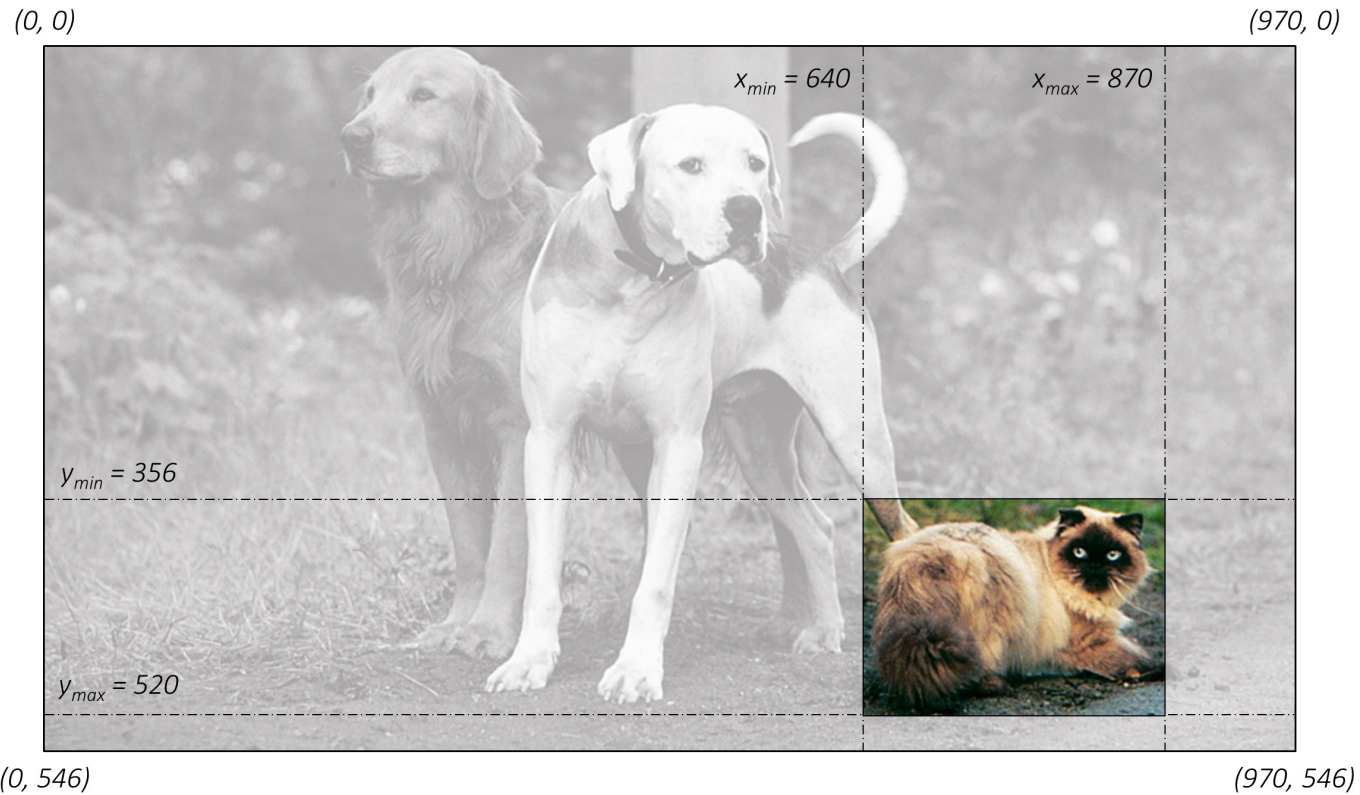 (0, 0)
(970, 0)
x_min = 640
x_max = 870
y_min = 356
y_max = 520
(0, 546)
(970, 546)